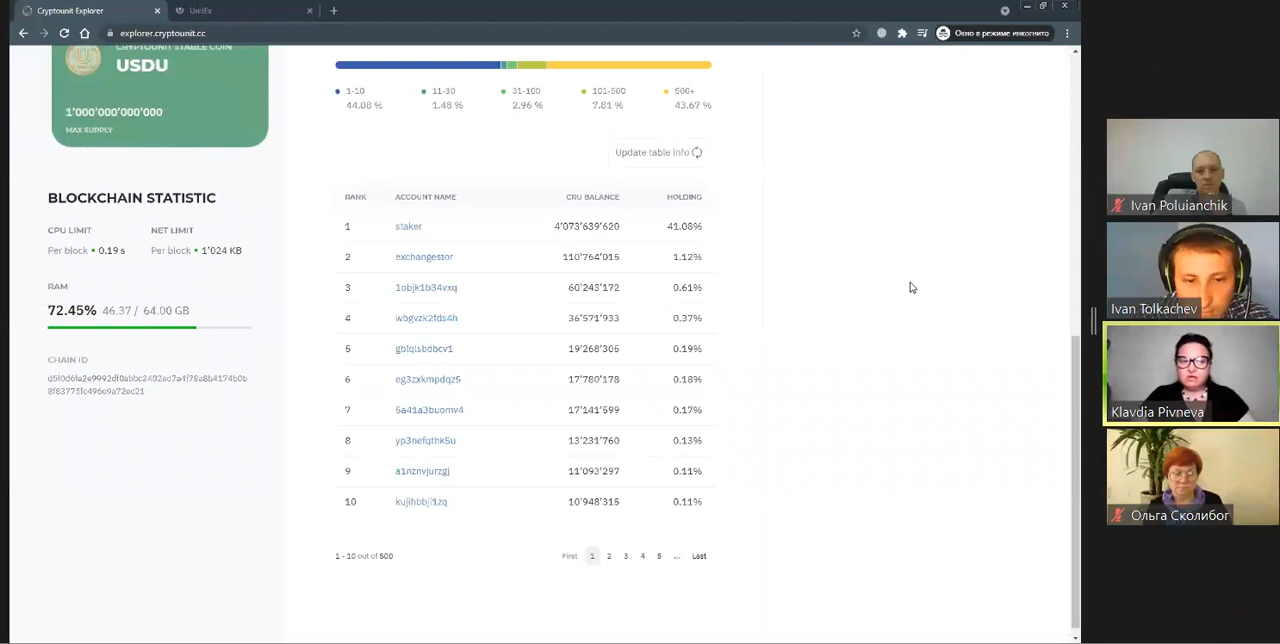 Cryptounit Explorer
UnitEx
explorer.cryptounit.cc
Окно в режиме инкогнито
CRYPTOUNIT STABLE COIN
USDU
1'000'000'000'000
MAX SUPPLY
BLOCKCHAIN STATISTIC
CPU LIMIT NET LIMIT
Per block • 0.19 s Per block • 1'024 KB
RAM
72.45% 46.37 / 64.00 GB
CHAIN ID
1-10 11-30 31-100 101-500 500+
44.08 % 1.48 % 2.96 % 7.81 % 43.67 %
Update table info
RANK ACCOUNT NAME CRU BALANCE HOLDING
1 staker 4'073'639'620 41.08%
2 exchangestor 110'764'015 1.12%
3 1objk1b34vxq 60'243'172 0.61%
4 wbgvzk2fds4h 36'571'933 0.37%
5 gblqlsbdbcv1 19'268'305 0.19%
6 eg3zxkmpdqz5 17'780'178 0.18%
7 5a41a3buomv4 17'141'599 0.17%
8 yp3nefqthk5u 13'231'760 0.13%
9 a1nznvjurzgj 11'093'297 0.11%
10 kujihbbji1zq 10'948'315 0.11%
1 - 10 out of 500 First 1 2 3 4 5 ... Last
Ivan Poluianchik
Ivan Tolkachev
Klavdia Pivneva
Ольга Сколибог